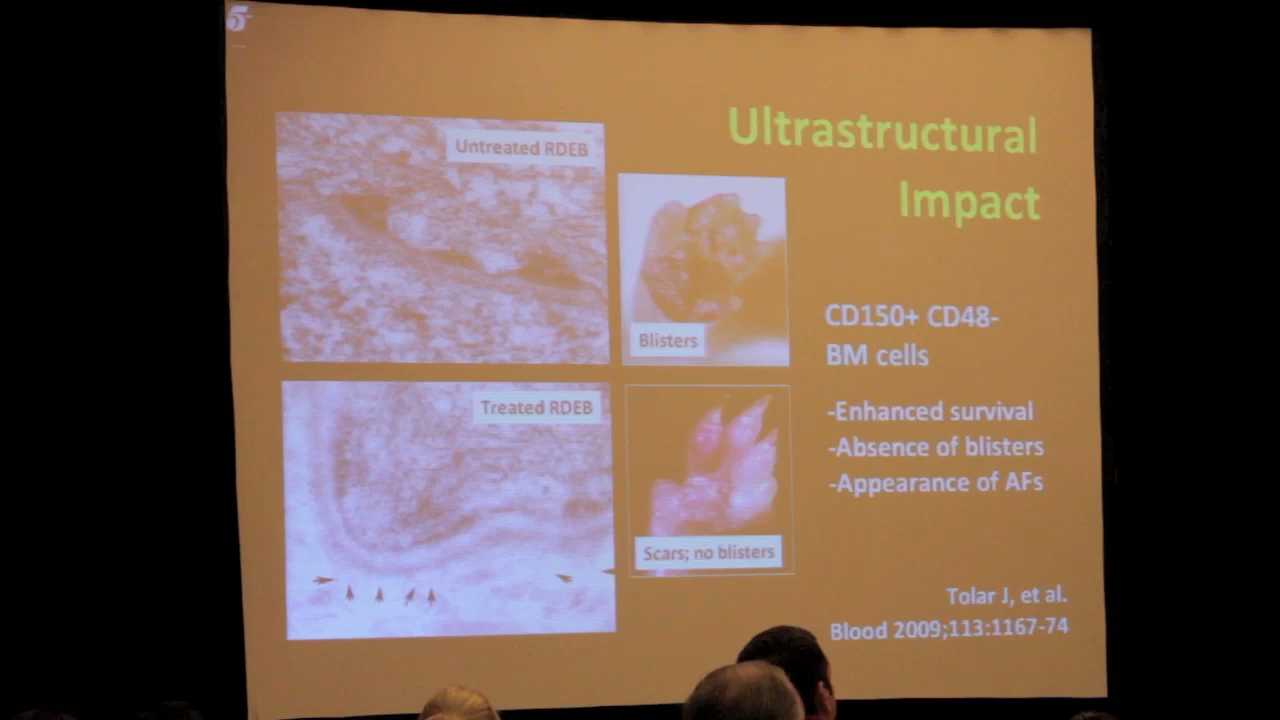 5
Ultrastructural
Impact
Untreated RDEB
Blisters
Treated RDEB
Scars; no blisters
CD150+ CD48-
BM cells
-Enhanced survival
-Absence of blisters
-Appearance of AFs
Tolar J, et al.
Blood 2009;113:1167-74